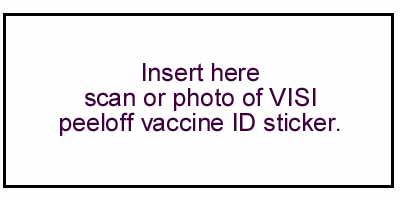 Insert here
scan or photo of VISI
peeloff vaccine ID sticker.